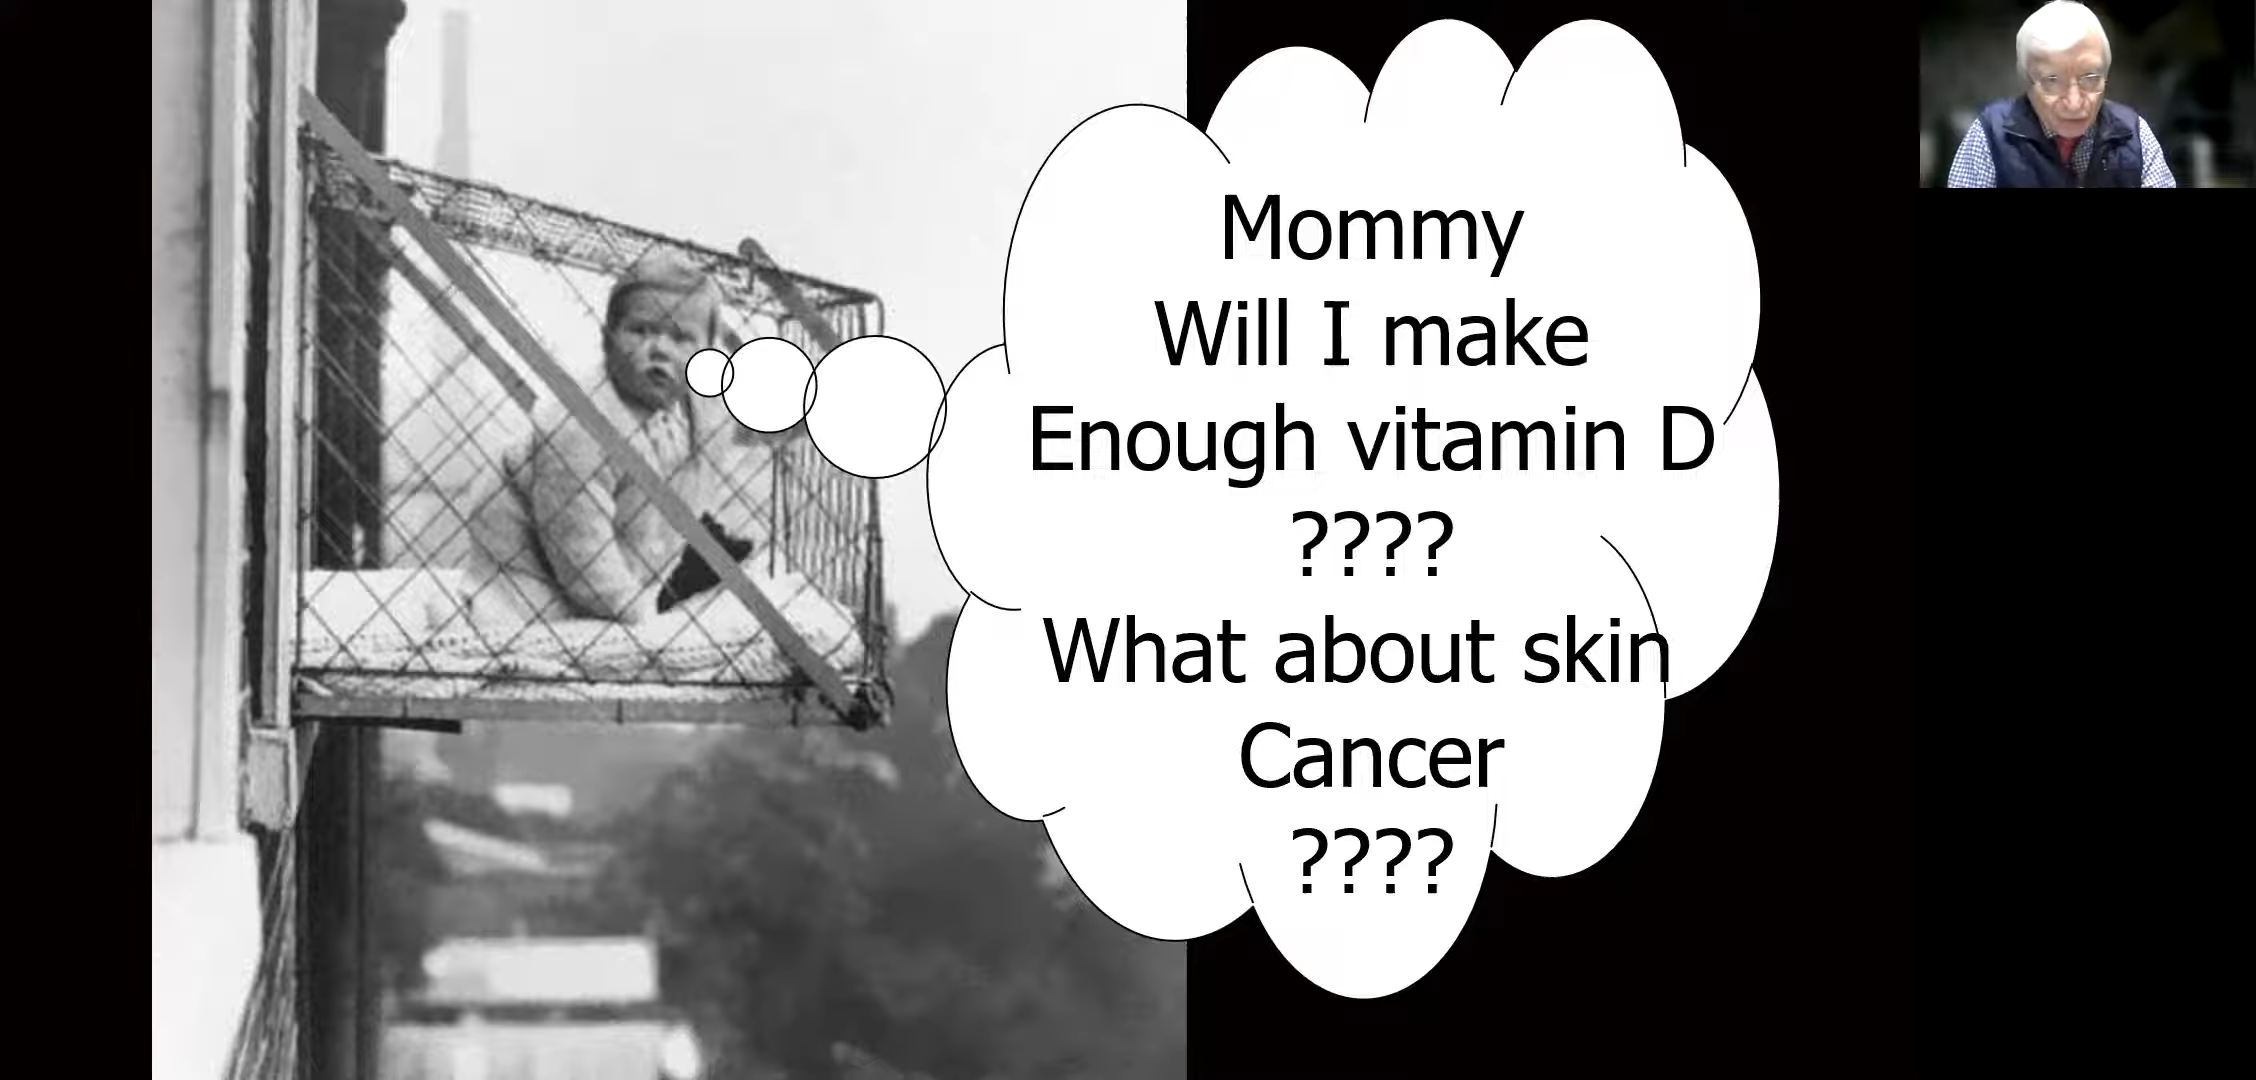 Mommy
Will I make
Enough vitamin D
????
What about skin
Cancer
????